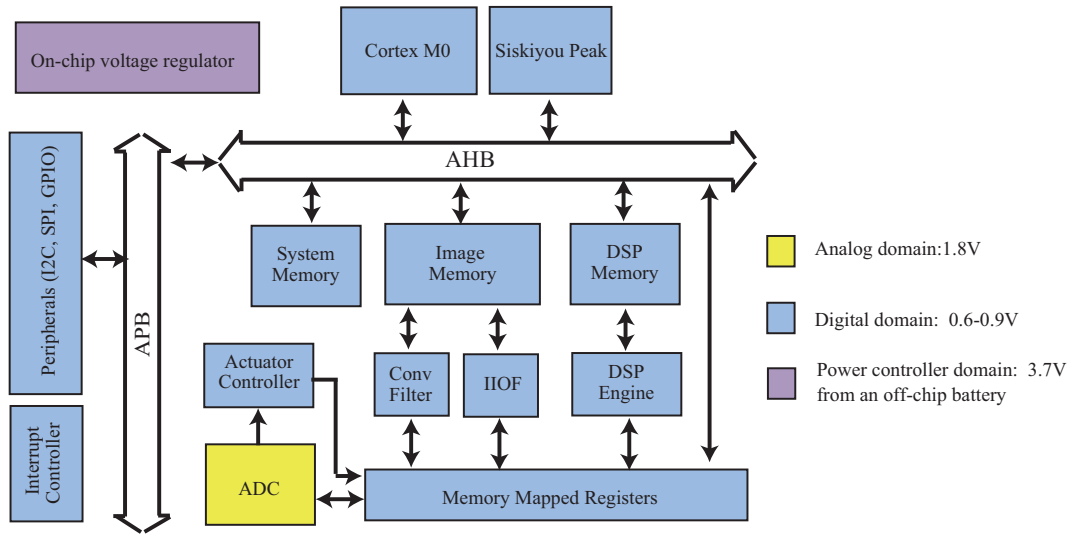 On-chip voltage regulator
Cortex M0
Siskiyou Peak
AHB
Peripherals (I2C, SPI, GPIO)
APB
Interrupt
Controller
System
Memory
Image
Memory
DSP
Memory
Actuator
Controller
Conv
Filter
IIOF
DSP
Engine
ADC
Memory Mapped Registers
Analog domain:1.8V
Digital domain: 0.6-0.9V
Power controller domain: 3.7V
from an off-chip battery